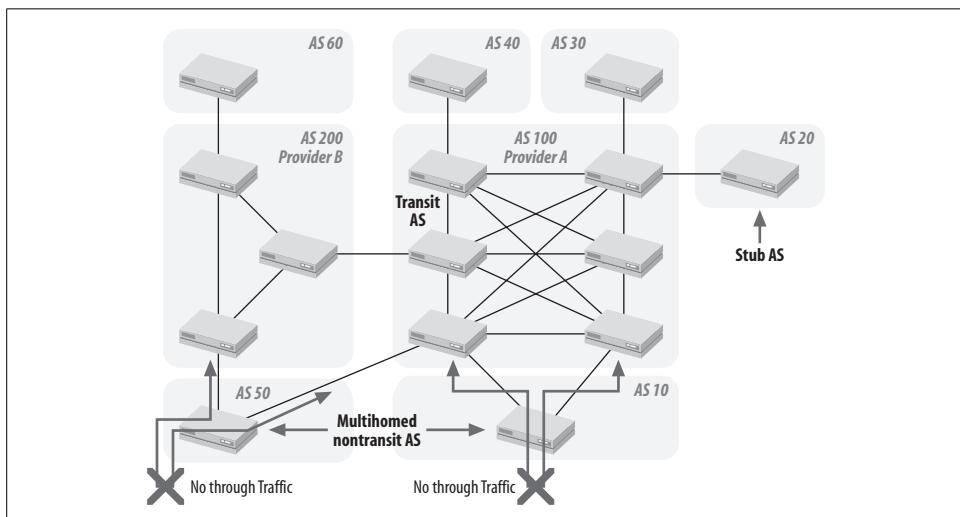 AS 60
AS 40
AS 30
AS 200
Provider B
AS 100
Provider A
AS 20
Transit
AS
Stub AS
AS 50
AS 10
Multihomed
nontransit AS
No through Traffic
No through Traffic